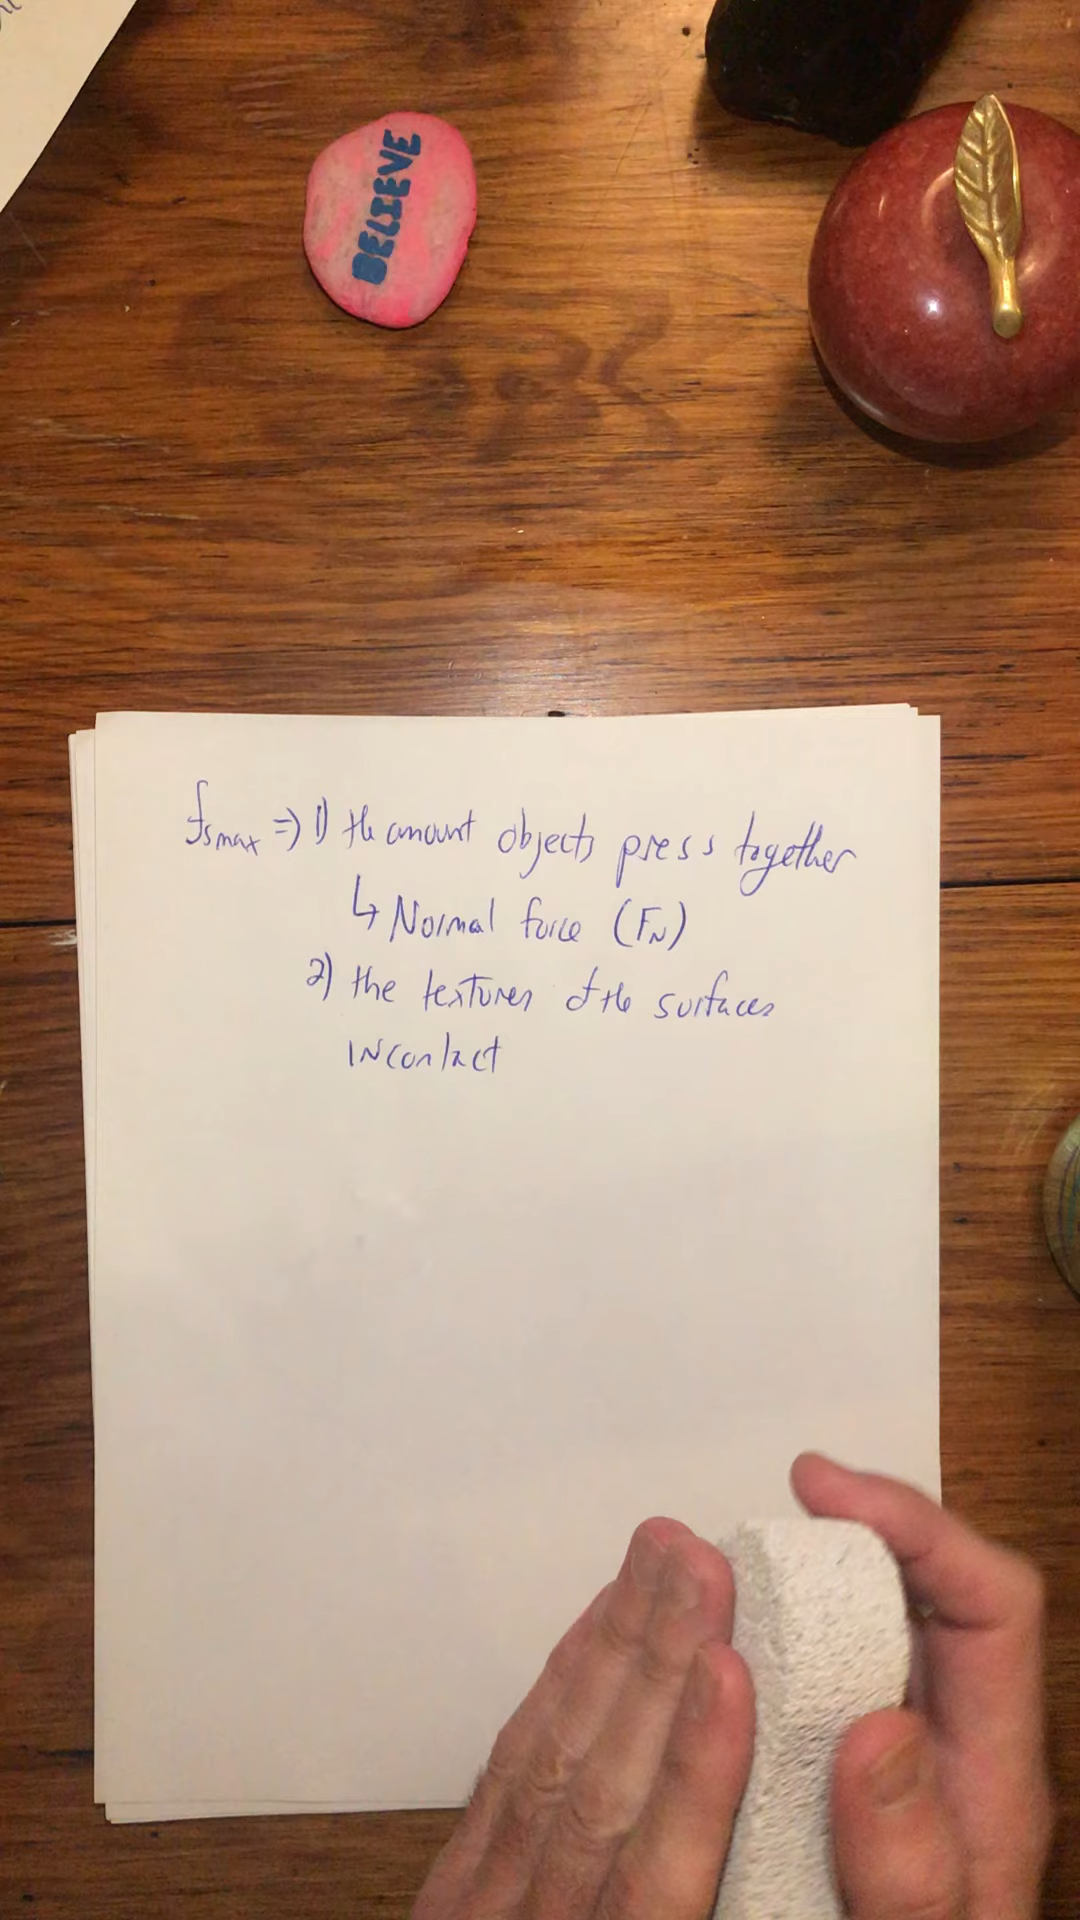 BELIEVE
fsmax => 1) the amount objects press together
↳ Normal force (FN)
2) the textures of the surfaces
IN contact